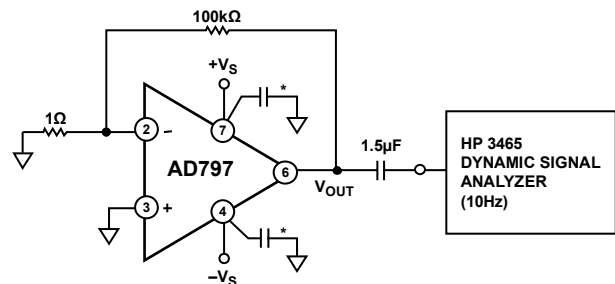 100kΩ
+VS
*
1Ω
2
−
7
1.5µF
HP 3465
DYNAMIC SIGNAL
ANALYZER
(10Hz)
AD797
6
VOUT
3
+
4
*
−VS